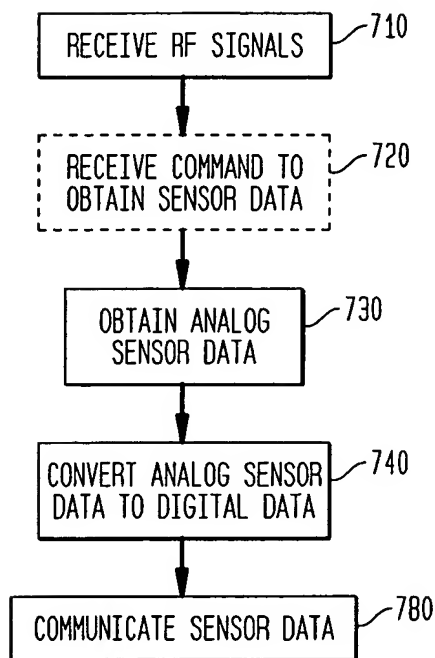 RECEIVE RF SIGNALS
710
RECEIVE COMMAND TO
OBTAIN SENSOR DATA
720
OBTAIN ANALOG
SENSOR DATA
730
CONVERT ANALOG SENSOR
DATA TO DIGITAL DATA
740
COMMUNICATE SENSOR DATA
780